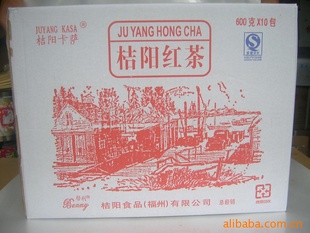 JUYANG KASA
桔阳卡萨
JU YANG HONG CHA
桔阳红茶
600克X10包
桔阳食品(福州)有限公司
alibaba.com.cn